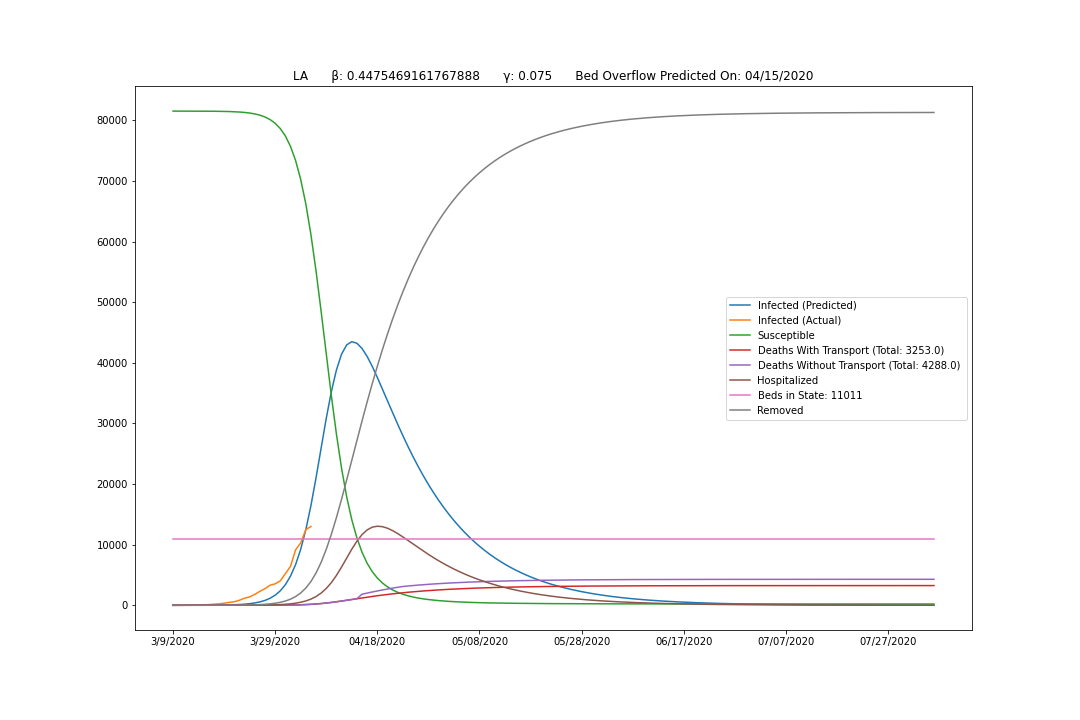 LA β: 0.4475469161767888 γ: 0.075 Bed Overflow Predicted On: 04/15/2020
80000
70000
60000
50000
40000
30000
20000
10000
0
Infected (Predicted)
Infected (Actual)
Susceptible
Deaths With Transport (Total: 3253.0)
Deaths Without Transport (Total: 4288.0)
Hospitalized
Beds in State: 11011
Removed
3/9/2020 3/29/2020 04/18/2020 05/08/2020 05/28/2020 06/17/2020 07/07/2020 07/27/2020